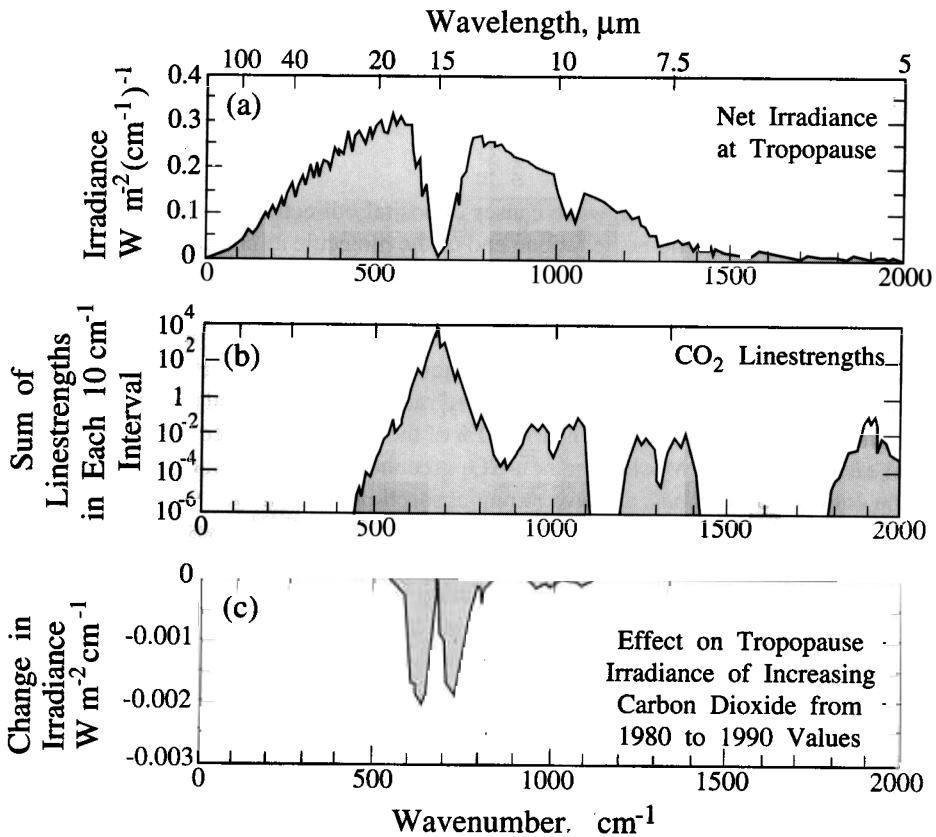 Wavelength, μm
100 40 20 15 10 7.5 5
0.4
0.3
0.2
0.1
0
(a)
Net Irradiance
at Tropopause
Irradiance
W m⁻²(cm⁻¹)⁻¹
0 500 1000 1500 2000
10⁴
10²
1
10⁻²
10⁻⁴
10⁻⁶
(b)
CO₂ Linestrengths
Sum of
Linestrengths
in Each 10 cm⁻¹
Interval
0 500 1000 1500 2000
0
-0.001
-0.002
-0.003
(c)
Effect on Tropopause
Irradiance of Increasing
Carbon Dioxide from
1980 to 1990 Values
Change in
Irradiance
W m⁻² cm⁻¹
0 500 1000 1500 2000
Wavenumber, cm⁻¹